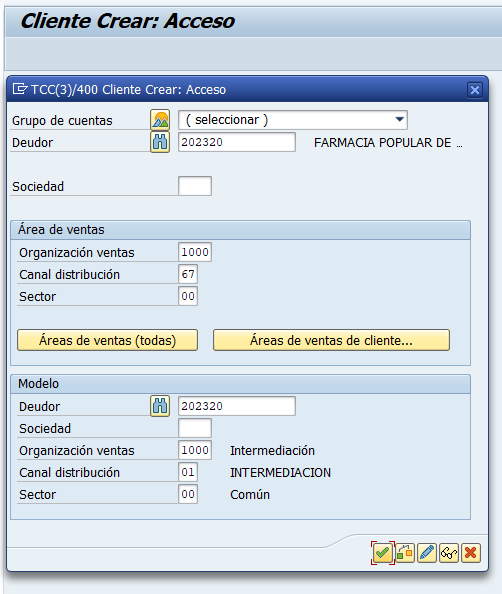 Cliente Crear: Acceso
TCC(3)/400 Cliente Crear: Acceso
Grupo de cuentas ( seleccionar )
Deudor 202320 FARMACIA POPULAR DE ...
Sociedad
Área de ventas
Organización ventas 1000
Canal distribución 67
Sector 00
Áreas de ventas (todas) Áreas de ventas de cliente...
Modelo
Deudor 202320
Sociedad
Organización ventas 1000 Intermediación
Canal distribución 01 INTERMEDIACION
Sector 00 Común